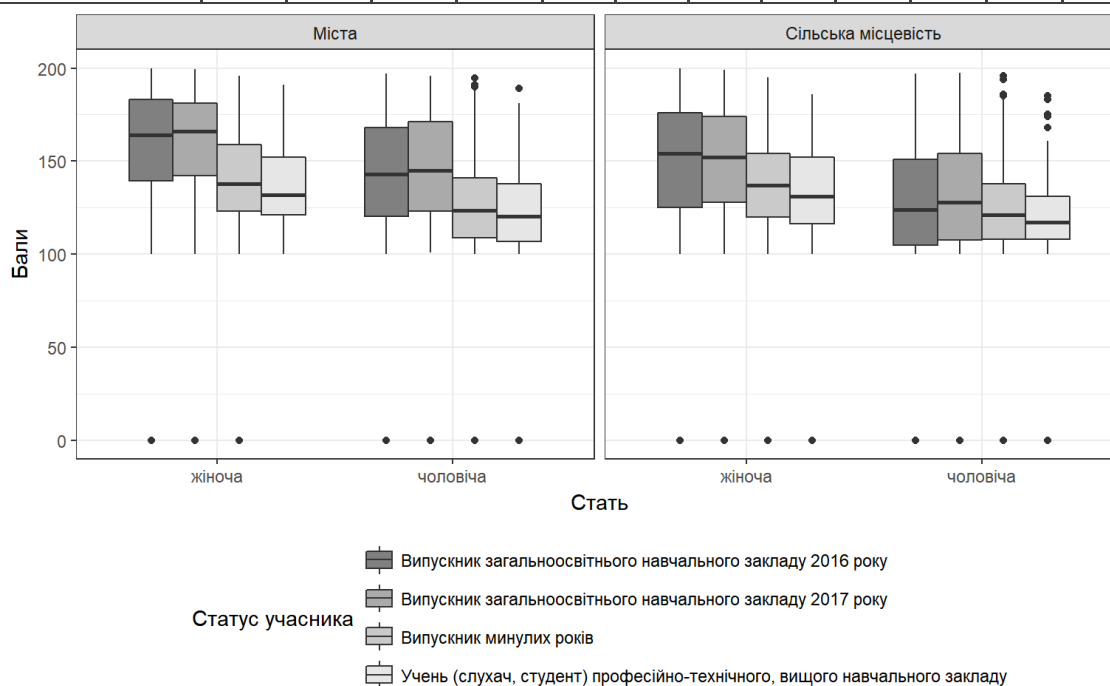 Міста
Сільська місцевість
200
150
100
50
0
Бали
жіноча
чоловіча
жіноча
чоловіча
Стать
Статус учасника
Випускник загальноосвітнього навчального закладу 2016 року
Випускник загальноосвітнього навчального закладу 2017 року
Випускник минулих років
Учень (слухач, студент) професійно-технічного, вищого навчального закладу